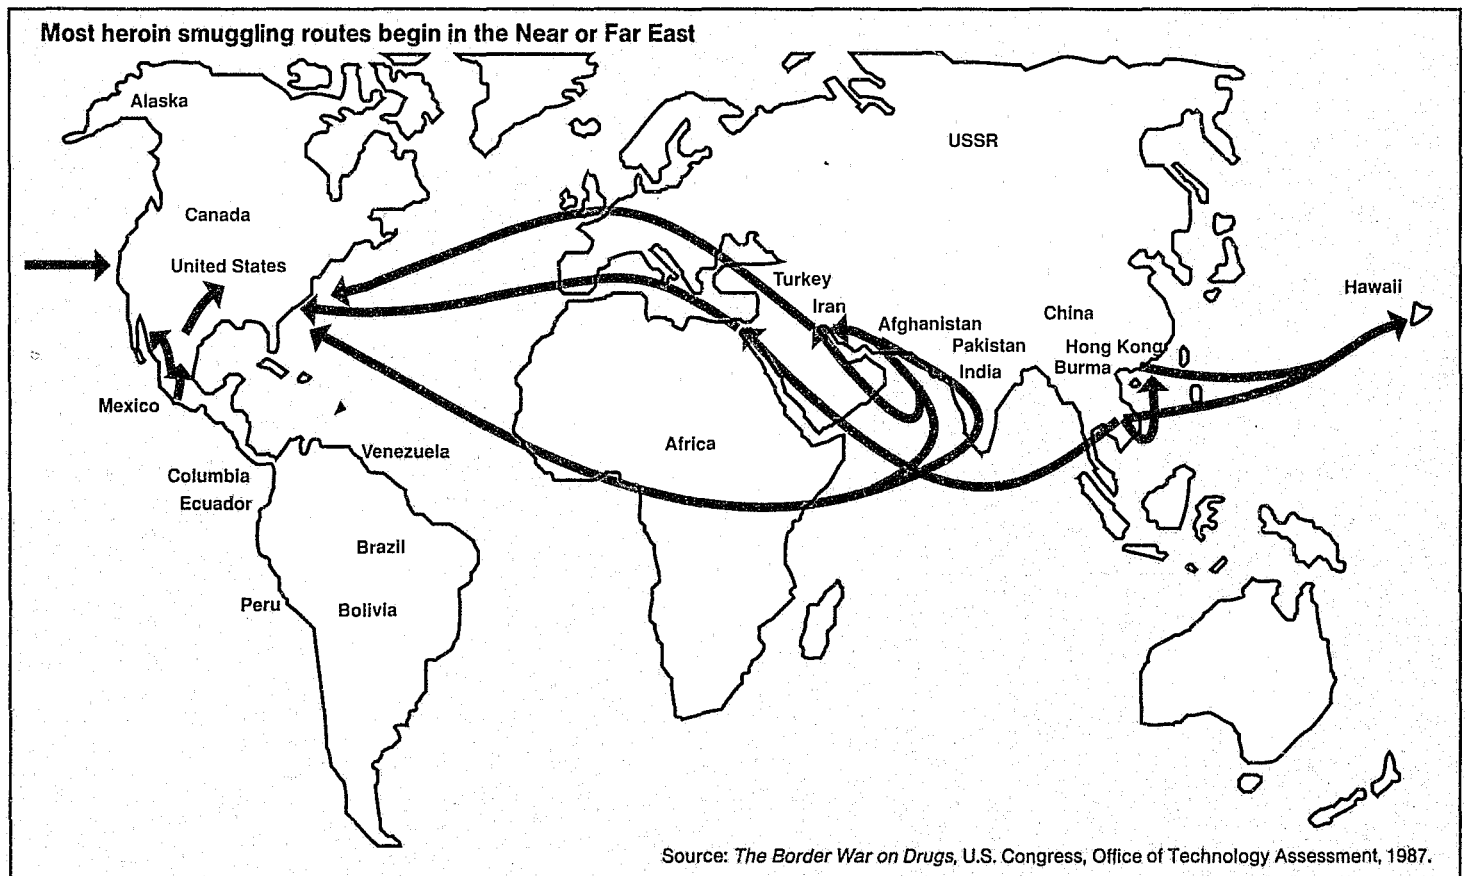 Most heroin smuggling routes begin in the Near or Far East
Alaska
USSR
Canada
United States
Turkey
Hawaii
Iran
China
Afghanistan
Pakistan
Hong Kong
India
Burma
Mexico
Africa
Venezuela
Columbia
Ecuador
Brazil
Peru
Bolivia
Source: The Border War on Drugs, U.S. Congress, Office of Technology Assessment, 1987.